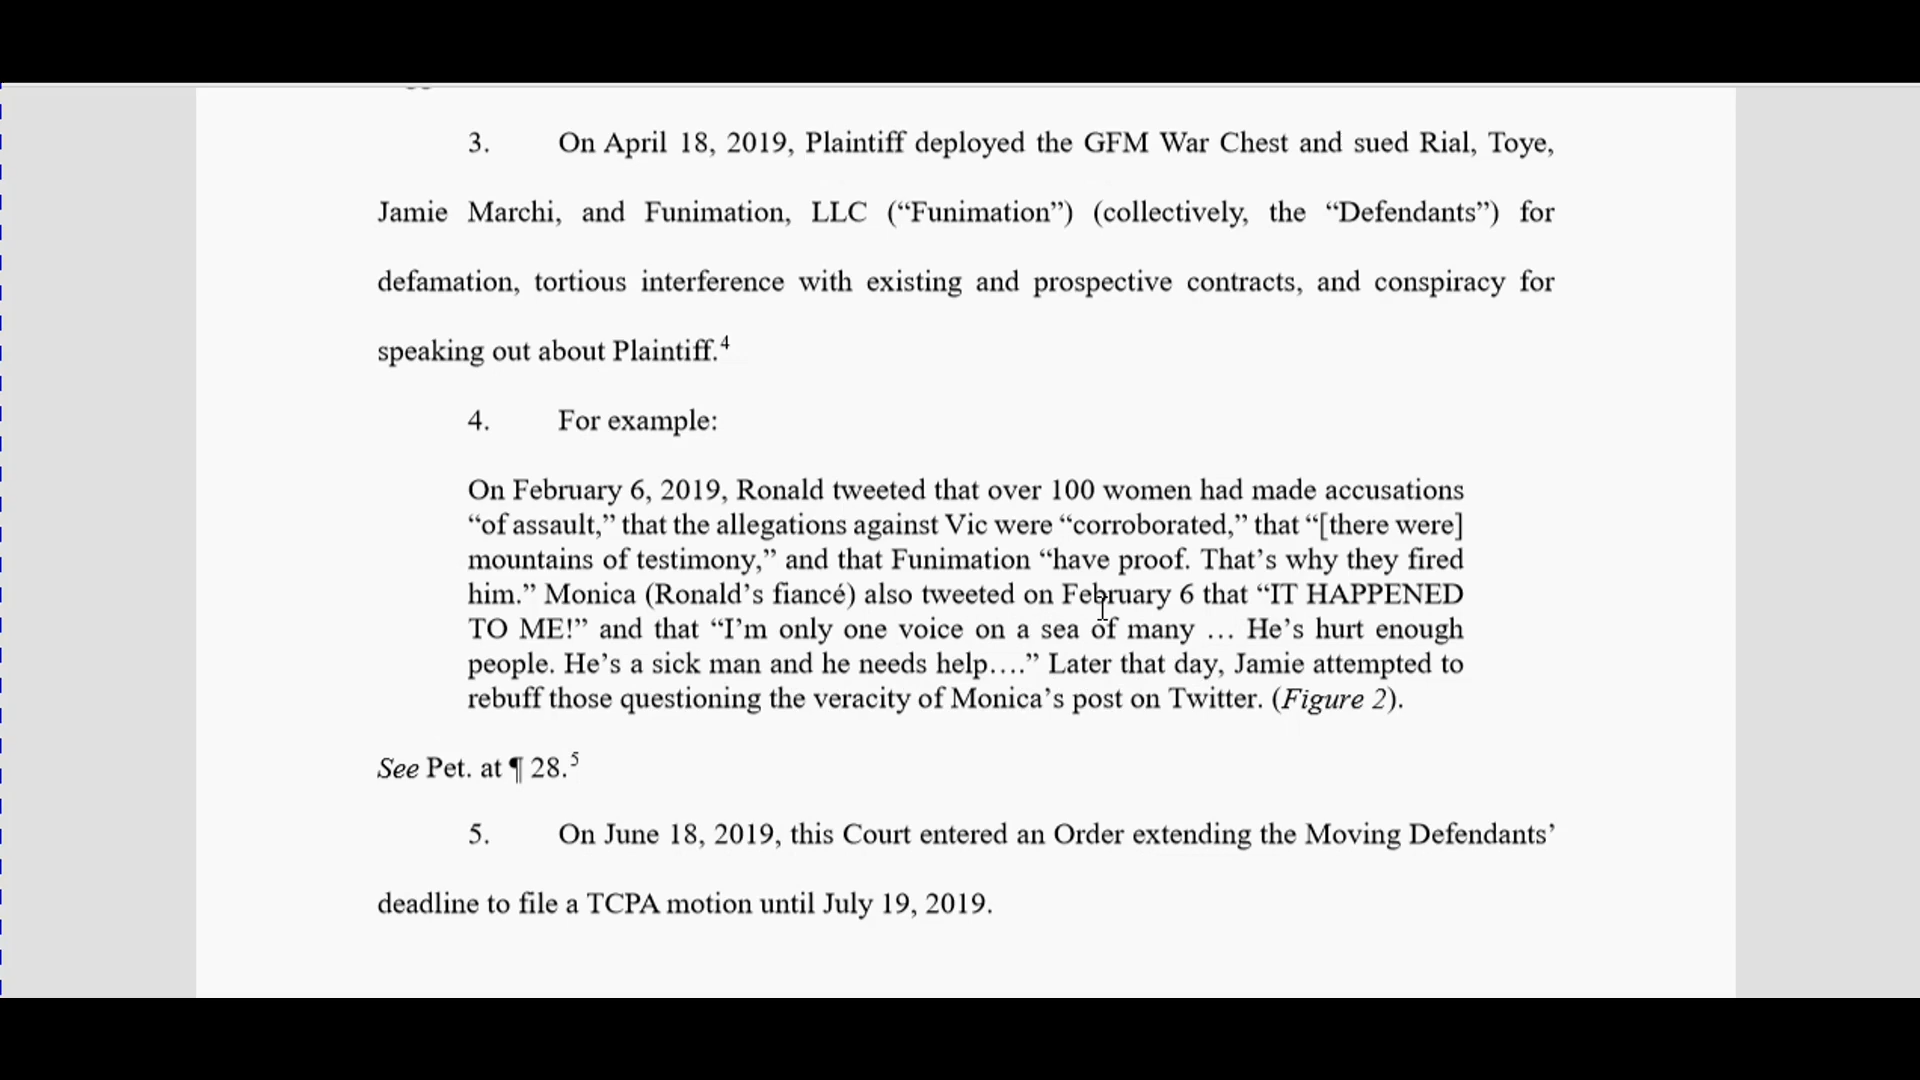 3. On April 18, 2019, Plaintiff deployed the GFM War Chest and sued Rial, Toye,
Jamie Marchi, and Funimation, LLC (“Funimation”) (collectively, the “Defendants”) for
defamation, tortious interference with existing and prospective contracts, and conspiracy for
speaking out about Plaintiff.4
4. For example:
On February 6, 2019, Ronald tweeted that over 100 women had made accusations
“of assault,” that the allegations against Vic were “corroborated,” that “[there were]
mountains of testimony,” and that Funimation “have proof. That’s why they fired
him.” Monica (Ronald’s fiancé) also tweeted on February 6 that “IT HAPPENED
TO ME!” and that “I’m only one voice on a sea of many … He’s hurt enough
people. He’s a sick man and he needs help….” Later that day, Jamie attempted to
rebuff those questioning the veracity of Monica’s post on Twitter. (Figure 2).
See Pet. at ¶ 28.5
5. On June 18, 2019, this Court entered an Order extending the Moving Defendants’
deadline to file a TCPA motion until July 19, 2019.